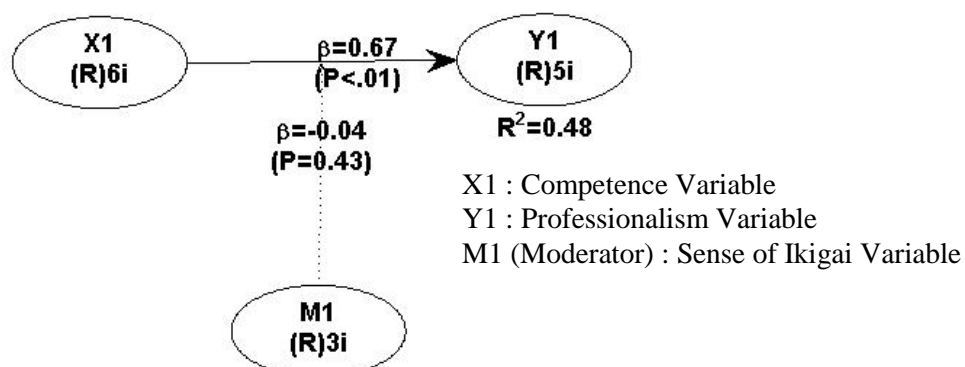 X1
(R)6i
β=0.67
(P<.01)
Y1
(R)5i
R²=0.48
β=-0.04
(P=0.43)
X1 : Competence Variable
Y1 : Professionalism Variable
M1 (Moderator) : Sense of Ikigai Variable
M1
(R)3i